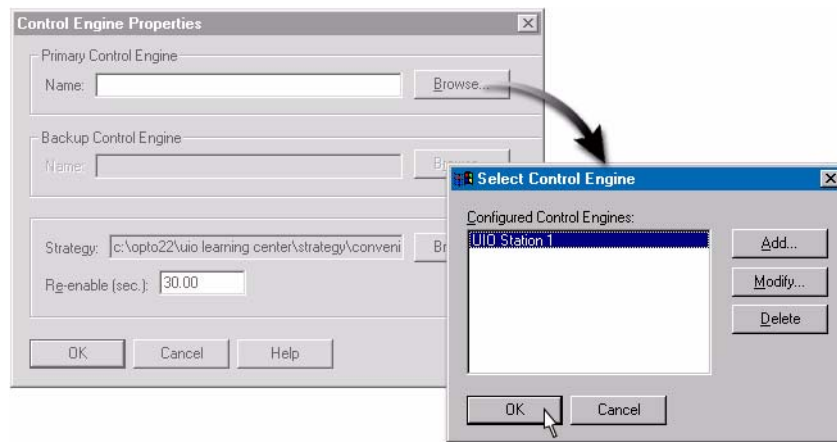 Control Engine Properties
Primary Control Engine
Name:
Browse...
Backup Control Engine
Name:
Strategy: c:\opto22\uio learning center\strategy\conveni
Re-enable (sec.): 30.00
OK Cancel Help
Select Control Engine
Configured Control Engines:
UIO Station 1
Add...
Modify...
Delete
OK Cancel